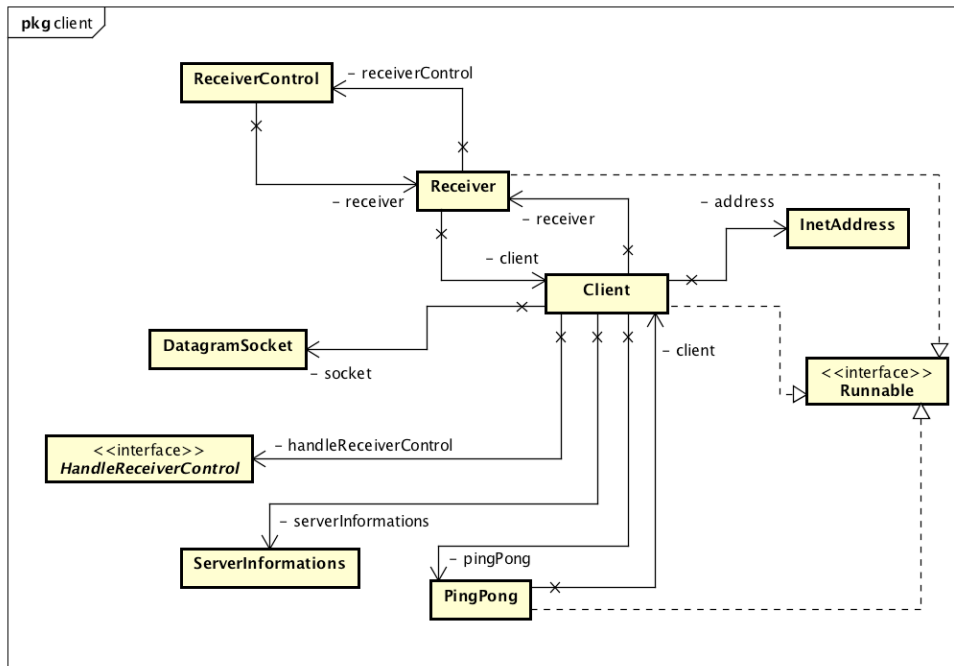 pkg client
ReceiverControl
– receiverControl
Receiver
– receiver
– receiver
– address
InetAddress
– client
Client
DatagramSocket
– socket
– client
<<interface>>
Runnable
<<interface>>
HandleReceiverControl
– handleReceiverControl
– serverInformations
ServerInformations
– pingPong
PingPong